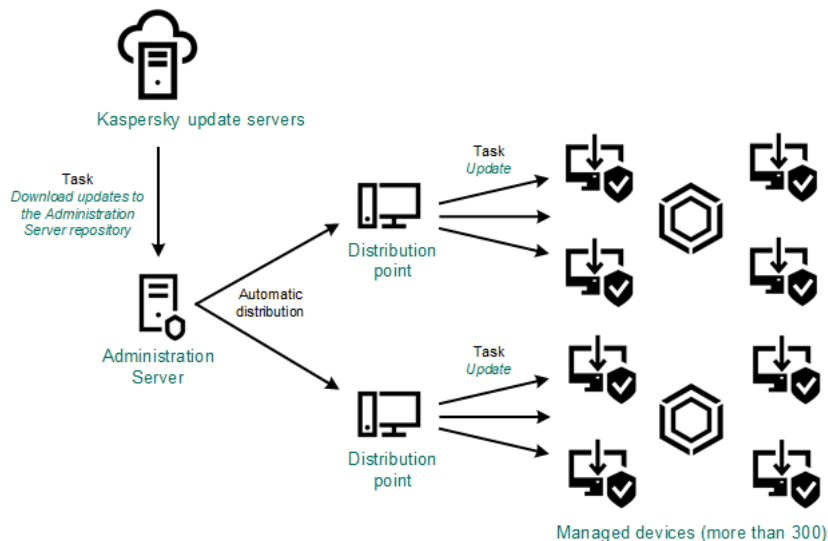 Kaspersky update servers
Task
Download updates to
the Administration
Server repository
Administration
Server
Automatic
distribution
Distribution
point
Task
Update
Distribution
point
Task
Update
Managed devices (more than 300)